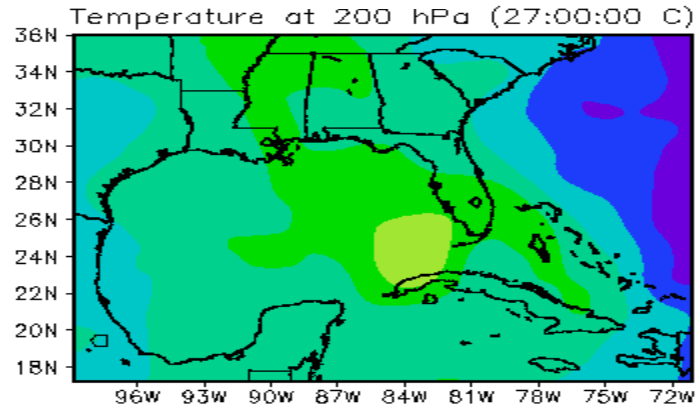 Temperature at 200 hPa (27:00:00 C)
36N
34N
32N
30N
28N
26N
24N
22N
20N
18N
96W 93W 90W 87W 84W 81W 78W 75W 72W